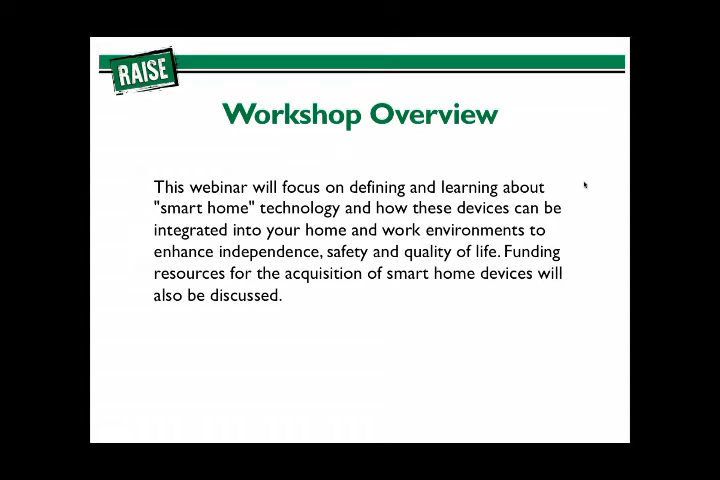 RAISE
Workshop Overview
This webinar will focus on defining and learning about
"smart home" technology and how these devices can be
integrated into your home and work environments to
enhance independence, safety and quality of life. Funding
resources for the acquisition of smart home devices will
also be discussed.